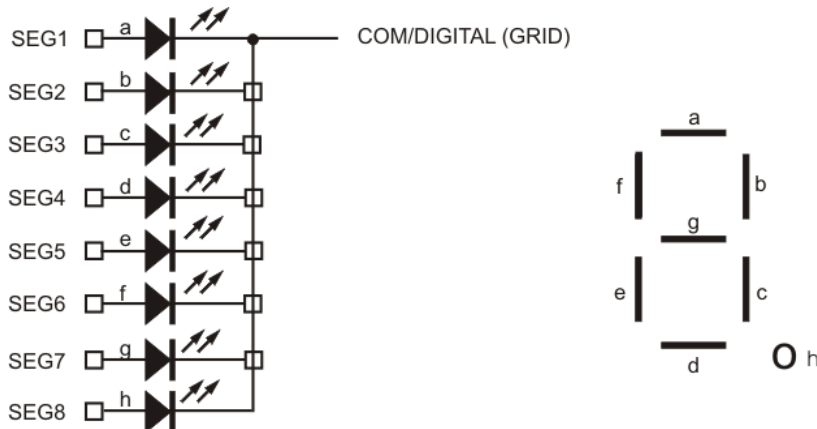 SEG1 a COM/DIGITAL (GRID)
SEG2 b
SEG3 c
SEG4 d
SEG5 e
SEG6 f
SEG7 g
SEG8 h
a
f b
g
e c
d h